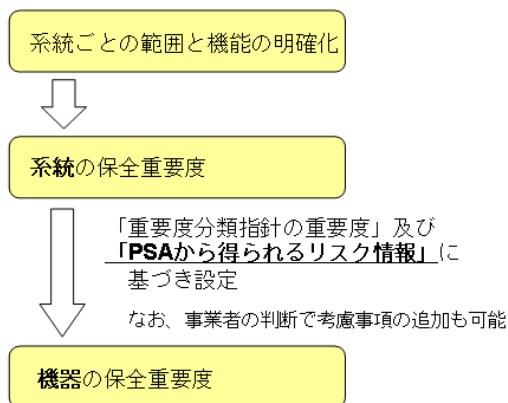 系統ごとの範囲と機能の明確化
系統の保全重要度
「重要度分類指針の重要度」及び
「PSAから得られるリスク情報」に
基づき設定
なお、事業者の判断で考慮事項の追加も可能
機器の保全重要度